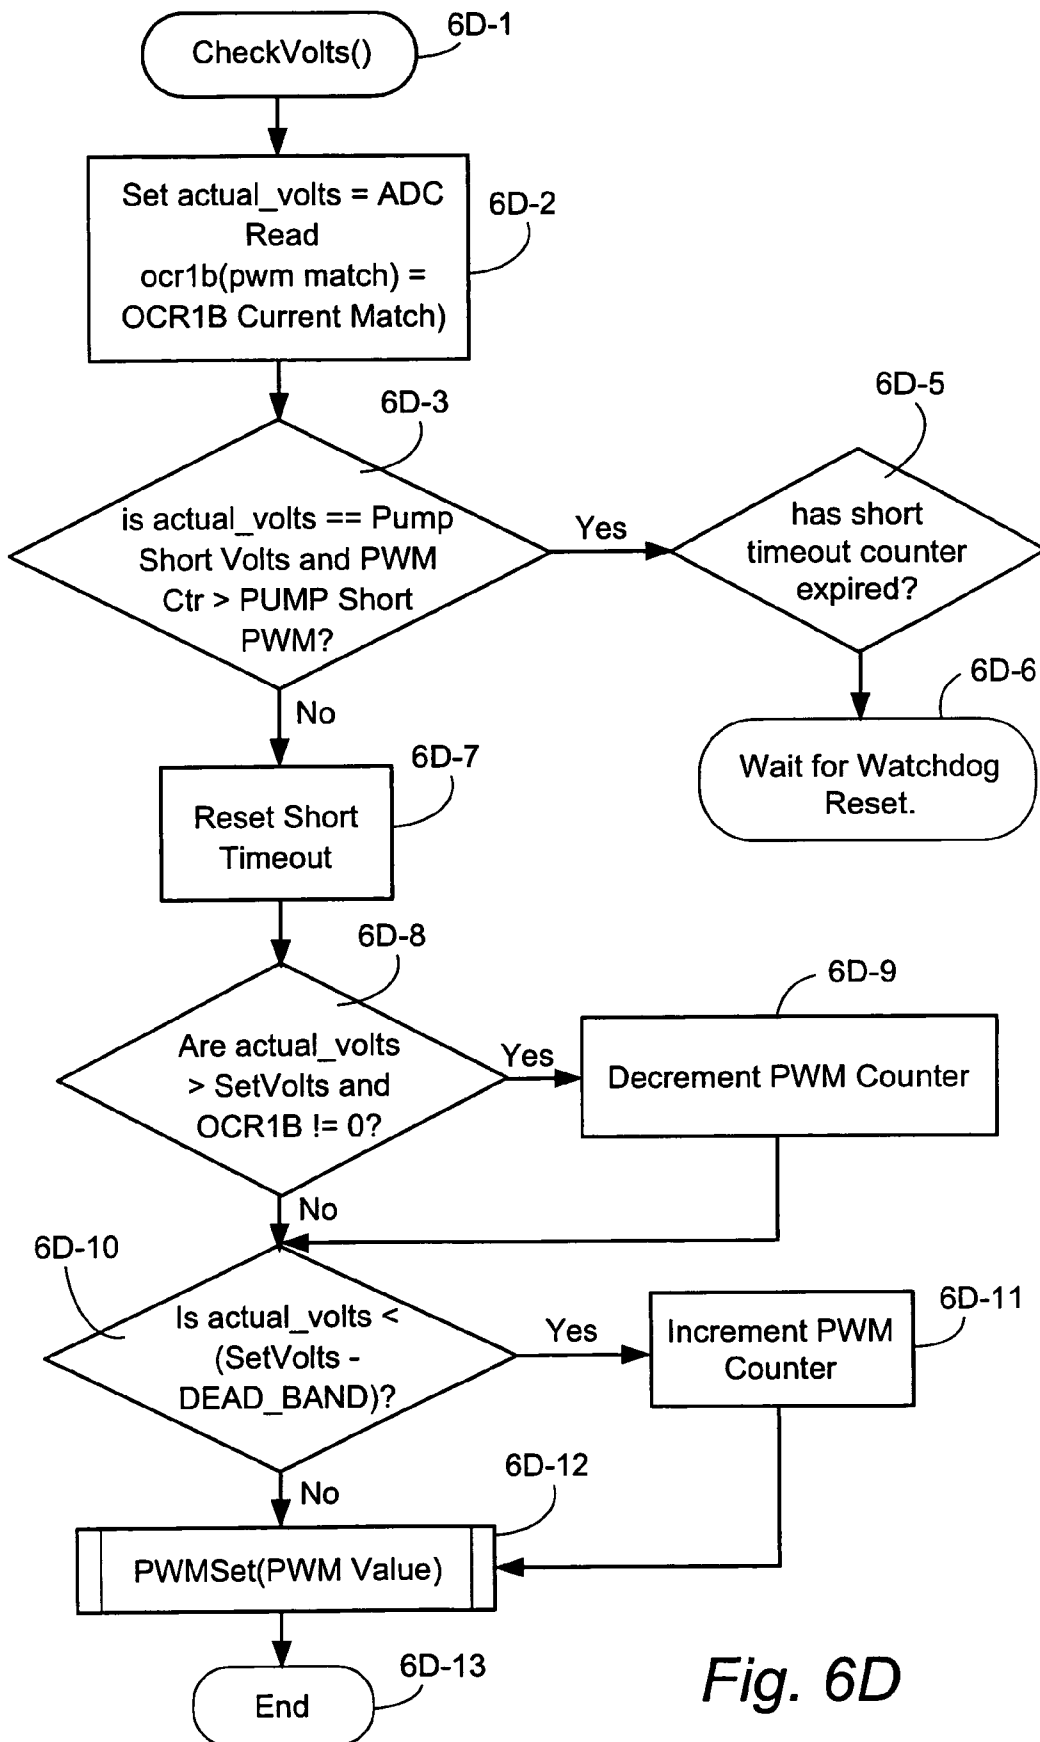 6D-1
CheckVolts()
6D-2
Set actual_volts = ADC
Read
ocr1b(pwm match) =
OCR1B Current Match)
6D-3
is actual_volts == Pump
Short Volts and PWM
Ctr > PUMP Short
PWM?
Yes
6D-5
has short
timeout counter
expired?
6D-6
Wait for Watchdog
Reset.
No
6D-7
Reset Short
Timeout
6D-8
Are actual_volts
> SetVolts and
OCR1B != 0?
Yes
6D-9
Decrement PWM Counter
No
6D-10
Is actual_volts <
(SetVolts -
DEAD_BAND)?
Yes
6D-11
Increment PWM
Counter
No
6D-12
PWMSet(PWM Value)
6D-13
End
Fig. 6D